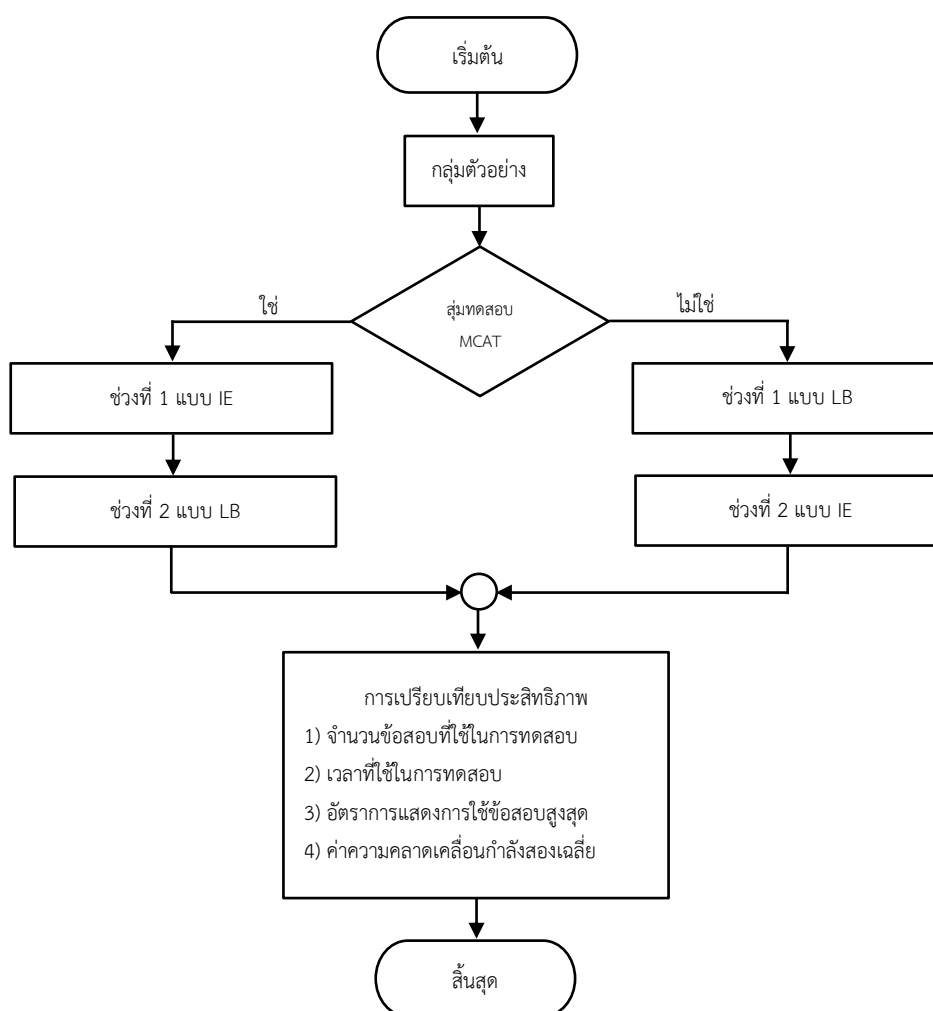 เริ่มต้น
กลุ่มตัวอย่าง
สุ่มทดสอบ
MCAT
ใช่
ไม่ใช่
ช่วงที่ 1 แบบ IE
ช่วงที่ 1 แบบ LB
ช่วงที่ 2 แบบ LB
ช่วงที่ 2 แบบ IE
การเปรียบเทียบประสิทธิภาพ
1) จำนวนข้อสอบที่ใช้ในการทดสอบ
2) เวลาที่ใช้ในการทดสอบ
3) อัตราการแสดงการใช้ข้อสอบสูงสุด
4) ค่าความคลาดเคลื่อนกำลังสองเฉลี่ย
สิ้นสุด